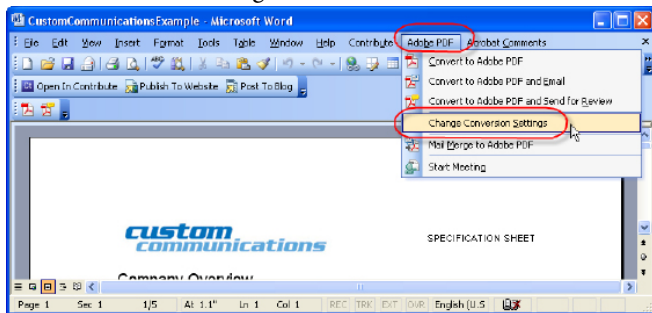 CustomCommunicationsExample - Microsoft Word
File Edit View Insert Format Tools Table Window Help Contribute Adobe PDF Acrobat Comments
Convert to Adobe PDF
Open In Contribute Publish To Website Post To Blog
Convert to Adobe PDF and Email
Convert to Adobe PDF and Send for Review
Change Conversion Settings
Mail Merge to Adobe PDF
Start Meeting
custom
communications
SPECIFICATION SHEET
Company Overview
Page 1 Sec 1 1/5 At 1.1" Ln 1 Col 1 REC TRK EXT OVR English (U.S